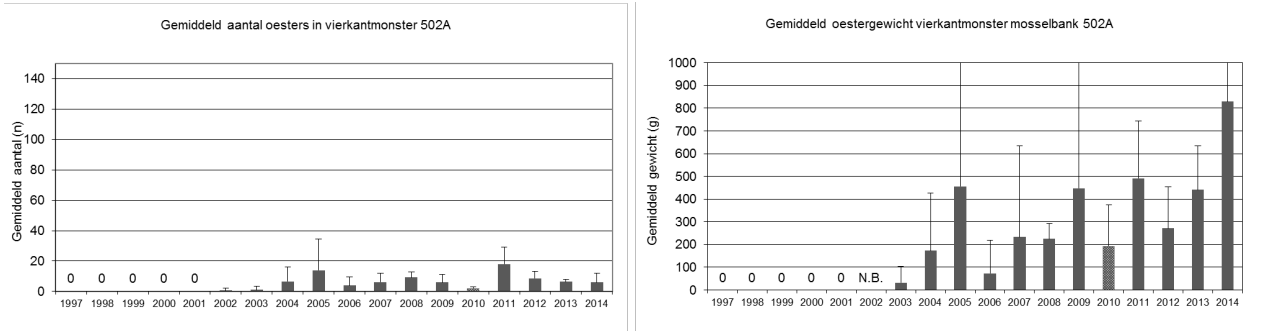 Gemiddeld aantal oesters in vierkantmonster 502A
Gemiddeld aantal (n)
140
120
100
80
60
40
20
0
0 0 0 0 0
1997 1998 1999 2000 2001 2002 2003 2004 2005 2006 2007 2008 2009 2010 2011 2012 2013 2014
Gemiddeld oestergewicht vierkantmonster mosselbank 502A
Gemiddeld gewicht (g)
1000
900
800
700
600
500
400
300
200
100
0
0 0 0 0 0 N.B.
1997 1998 1999 2000 2001 2002 2003 2004 2005 2006 2007 2008 2009 2010 2011 2012 2013 2014